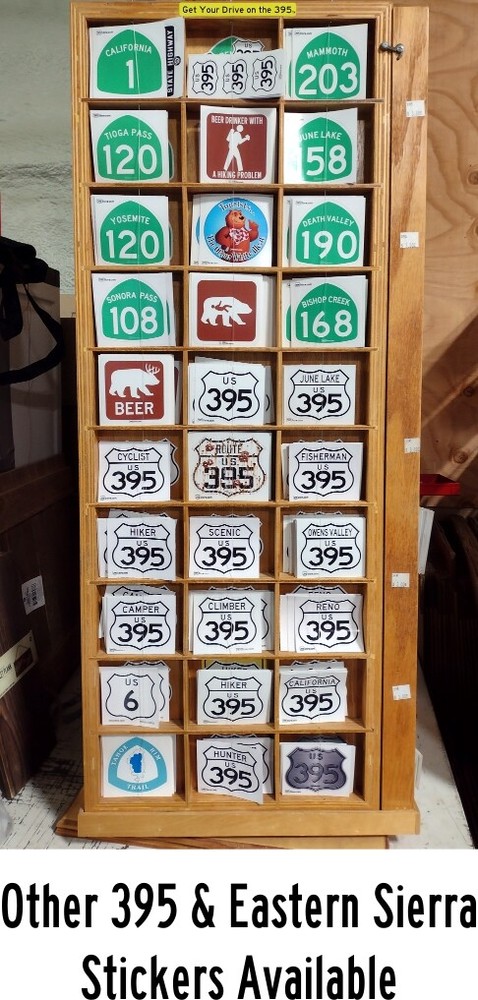 Get Your Drive on the 395
CALIFORNIA
1
STATE HIGHWAY
395 395 395
MAMMOTH
203
TIOGA PASS
120
BEER DRINKER WITH
A HIKING PROBLEM
JUNE LAKE
158
YOSEMITE
120
DEATH VALLEY
190
SONORA PASS
108
BISHOP CREEK
168
BEER
US
395
JUNE LAKE
US
395
CYCLIST
US
395
ROUTE
U.S.
395
FISHERMAN
US
395
HIKER
US
395
SCENIC
US
395
OWENS VALLEY
US
395
CAMPER
US
395
CLIMBER
US
395
RENO
US
395
US
6
HIKER
US
395
CALIFORNIA
US
395
TAHOE RIM
TRAIL
HUNTER
US
395
US
395
Other 395 & Eastern Sierra
Stickers Available